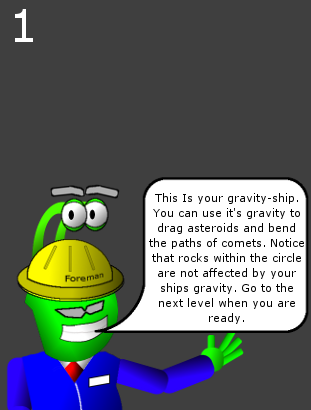 1
This Is your gravity-ship.
You can use it's gravity to
drag asteroids and bend
the paths of comets. Notice
that rocks within the circle
are not affected by your
ships gravity. Go to the
next level when you are
ready.
Foreman